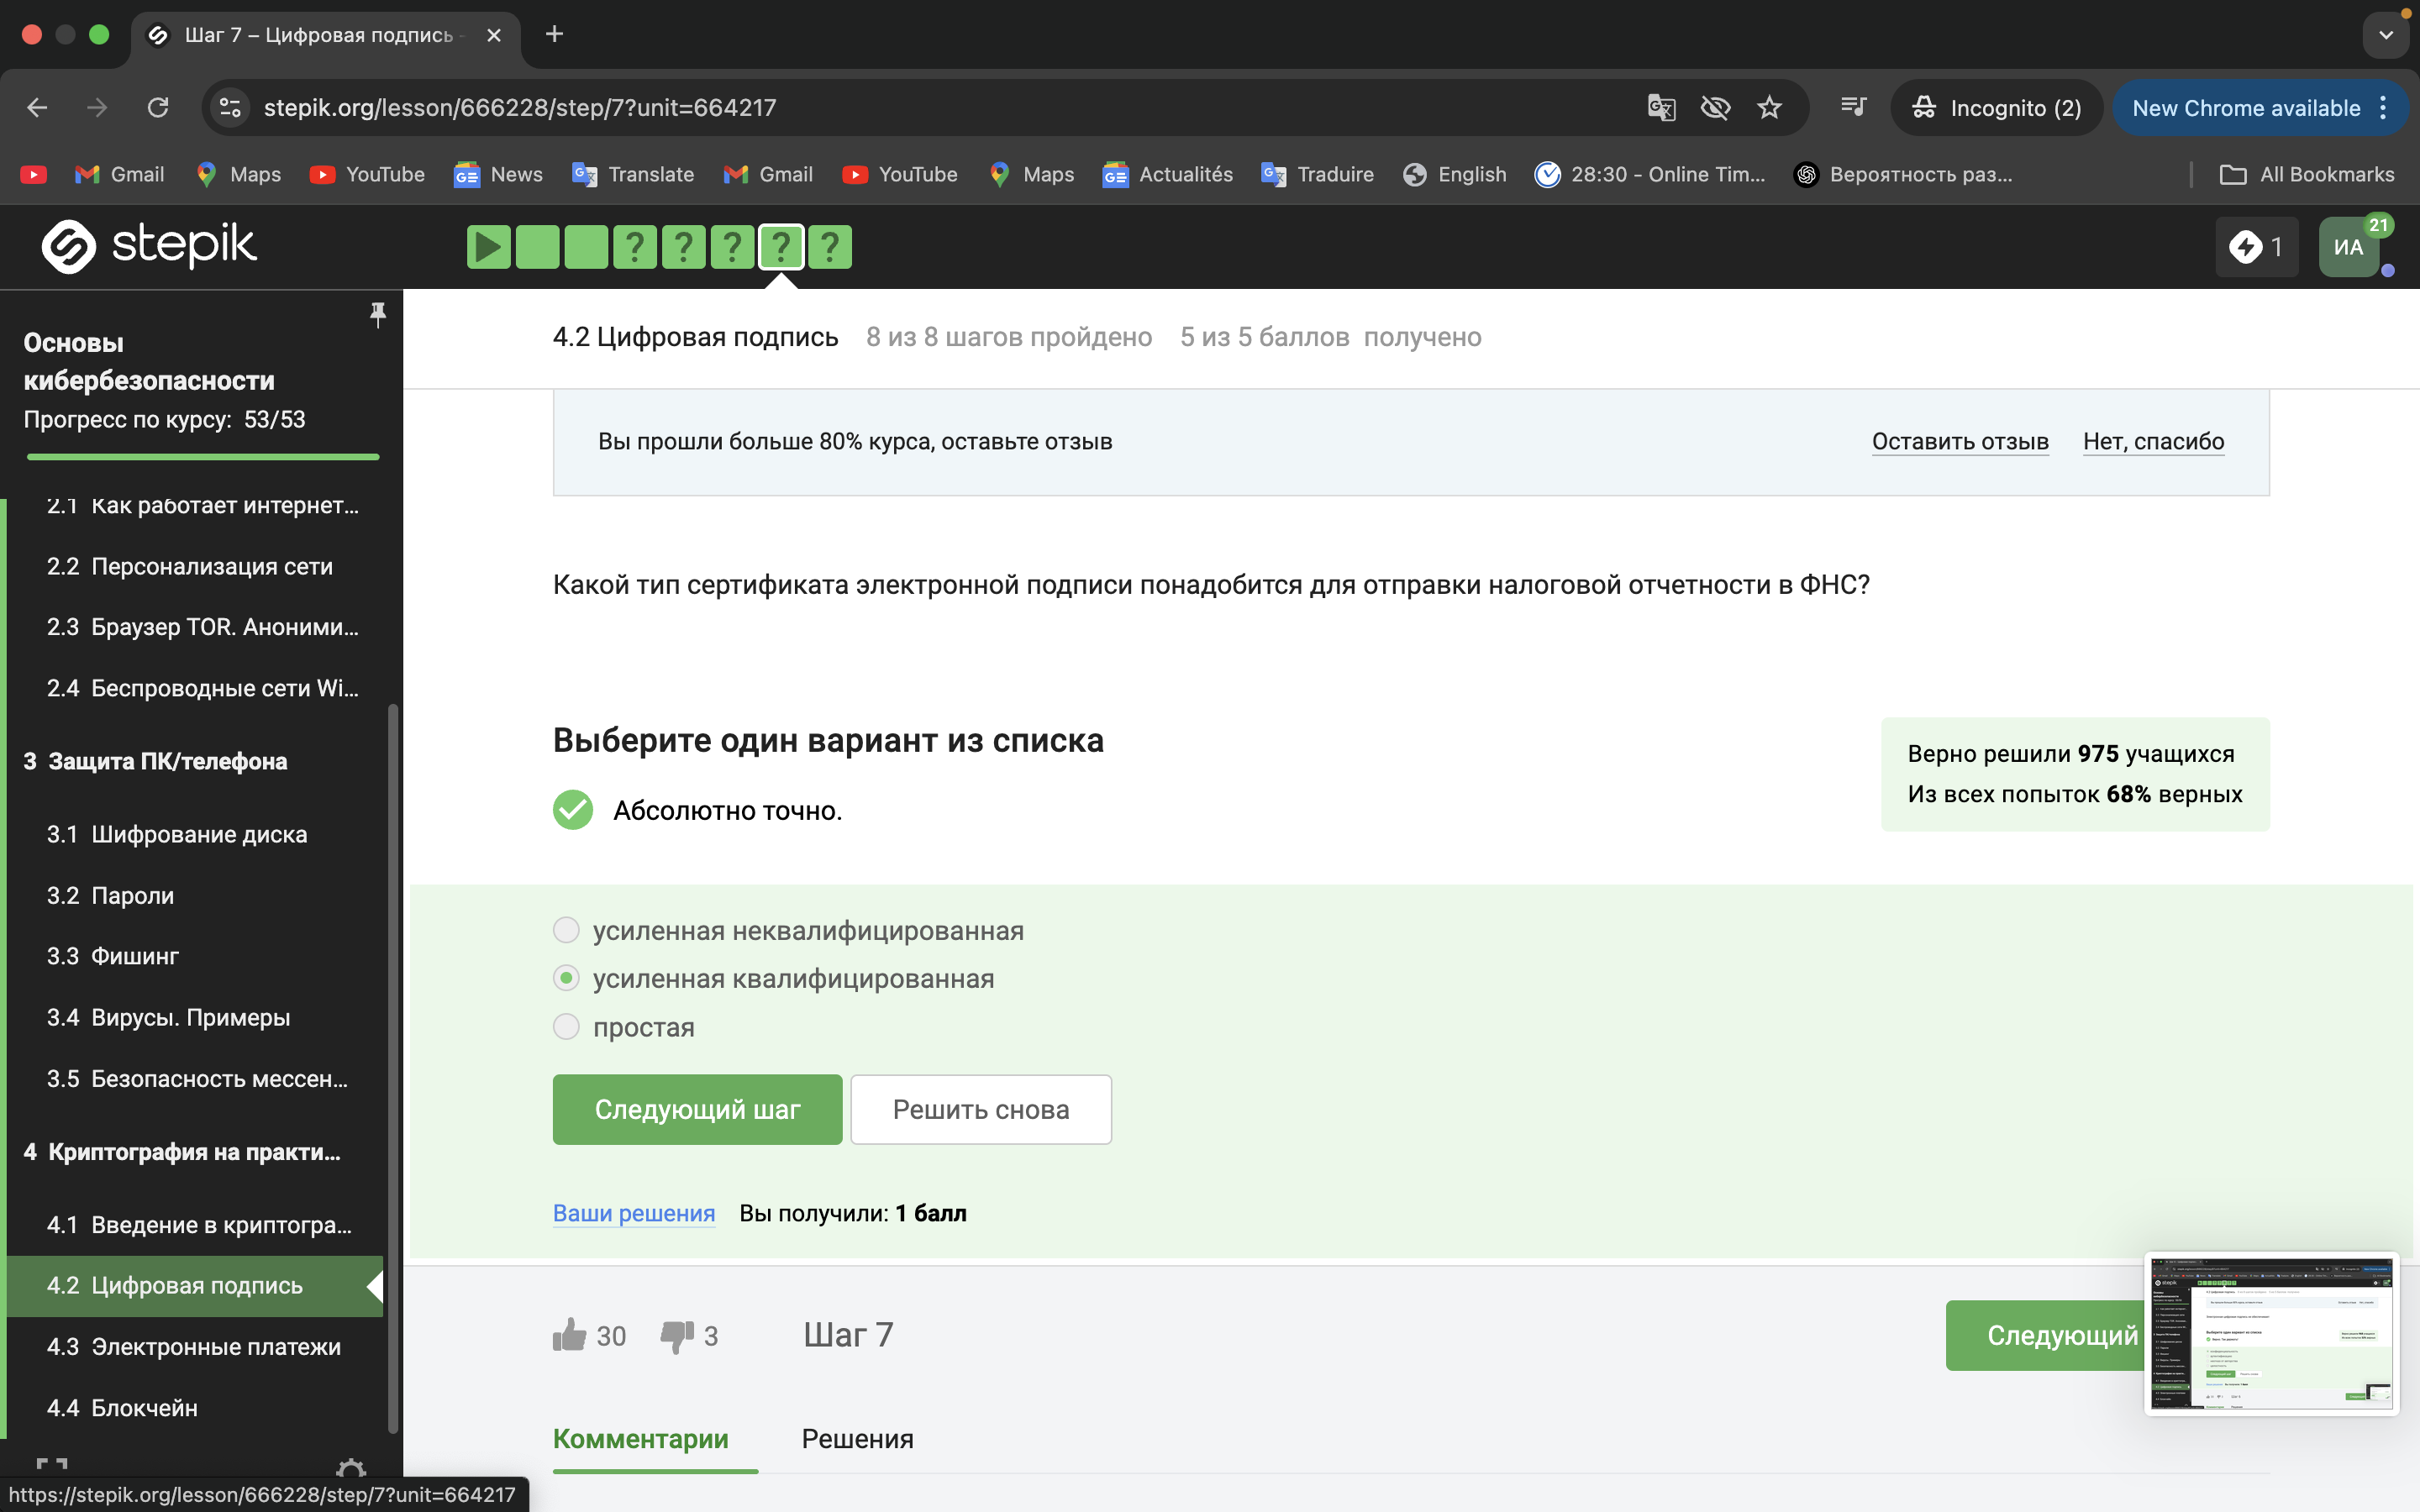 Шаг 7 – Цифровая подпись
stepik.org/lesson/666228/step/7?unit=664217
Incognito (2)
New Chrome available
Gmail
Maps
YouTube
News
Translate
Gmail
YouTube
Maps
Actualités
Traduire
English
28:30 - Online Tim...
Вероятность раз...
All Bookmarks
stepik
? ? ? ? ?
1
ИА
21
Основы
кибербезопасности
Прогресс по курсу: 53/53
2.1 Как работает интернет...
2.2 Персонализация сети
2.3 Браузер TOR. Аноними...
2.4 Беспроводные сети Wi...
3 Защита ПК/телефона
3.1 Шифрование диска
3.2 Пароли
3.3 Фишинг
3.4 Вирусы. Примеры
3.5 Безопасность мессен...
4 Криптография на практи...
4.1 Введение в криптогра...
4.2 Цифровая подпись
4.3 Электронные платежи
4.4 Блокчейн
https://stepik.org/lesson/666228/step/7?unit=664217
4.2 Цифровая подпись 8 из 8 шагов пройдено 5 из 5 баллов получено
Вы прошли больше 80% курса, оставьте отзыв
Оставить отзыв
Нет, спасибо
Какой тип сертификата электронной подписи понадобится для отправки налоговой отчетности в ФНС?
Выберите один вариант из списка
Абсолютно точно.
Верно решили 975 учащихся
Из всех попыток 68% верных
усиленная неквалифицированная
усиленная квалифицированная
простая
Следующий шаг
Решить снова
Ваши решения
Вы получили: 1 балл
30
3
Шаг 7
Следующий
Комментарии
Решения